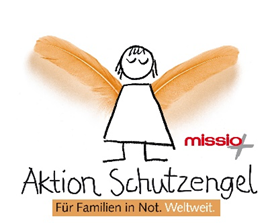 missio
Aktion Schutzengel
Für Familien in Not. Weltweit.